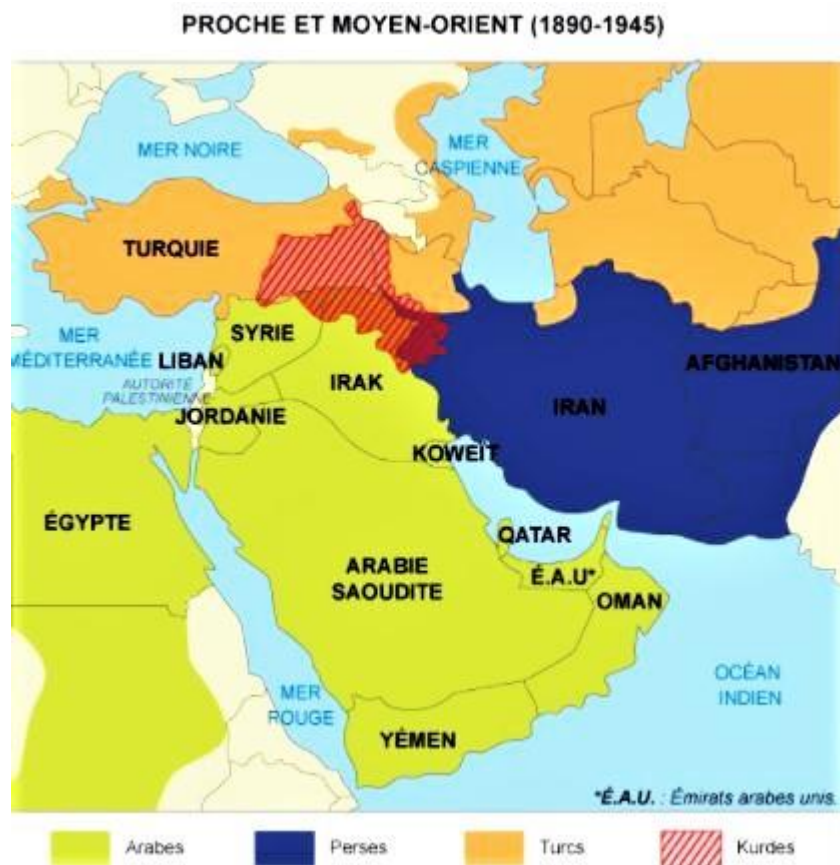 PROCHE ET MOYEN-ORIENT (1890-1945)
MER NOIRE
MER
CASPIENNE
TURQUIE
MER
MÉDITERRANÉE
SYRIE
LIBAN
AUTORITÉ
PALESTINIENNE
IRAK
AFGHANISTAN
IRAN
JORDANIE
KOWEÏT
ÉGYPTE
QATAR
ARABIE
SAOUDITE
É.A.U*
OMAN
MER
ROUGE
OCÉAN
INDIEN
YÉMEN
*É.A.U. : Émirats arabes unis.
Arabes
Perses
Turcs
Kurdes